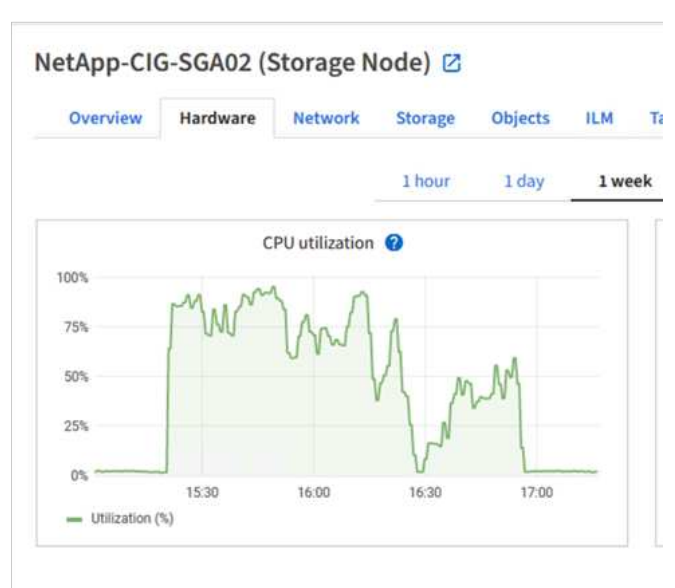 NetApp-CIG-SGA02 (Storage Node)
Overview Hardware Network Storage Objects ILM
1 hour 1 day 1 week
CPU utilization ?
100%
75%
50%
25%
0%
15:30 16:00 16:30 17:00
Utilization (%)